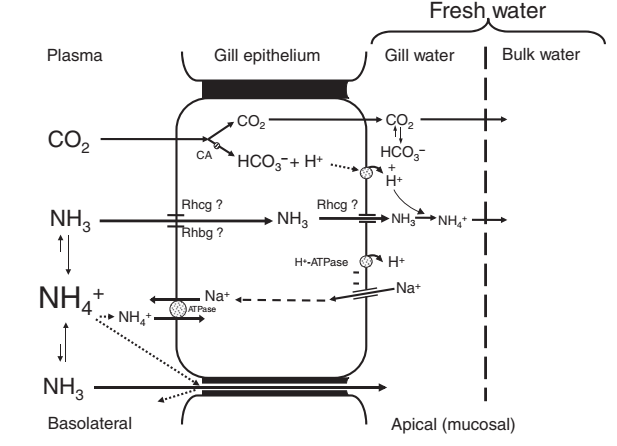 Fresh water
Plasma Gill epithelium Gill water Bulk water
CO₂ CO₂ CO₂
CA HCO₃⁻ + H⁺ HCO₃⁻
+
H⁺
Rhcg ? Rhcg ?
NH₃ NH₃ NH₃ NH₄⁺
Rhbg ?
H⁺-ATPase H⁺
--
NH₄⁺ Na⁺ Na⁺
NH₄⁺ ATPase
NH₃
Basolateral Apical (mucosal)